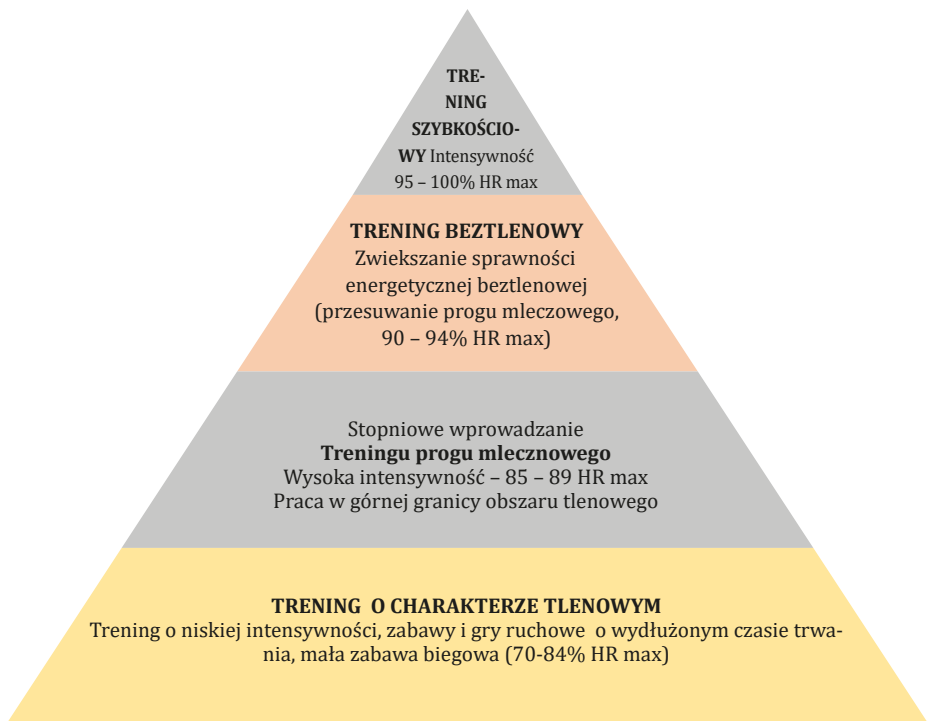 TRE-
NING
SZYBKOŚCIO-
WY Intensywność
95 – 100% HR max
TRENING BEZTLENOWY
Zwiekszanie sprawności
energetycznej beztlenowej
(przesuwanie progu mleczowego,
90 – 94% HR max)
Stopniowe wprowadzanie
Treningu progu mlecznowego
Wysoka intensywność – 85 – 89 HR max
Praca w górnej granicy obszaru tlenowego
TRENING O CHARAKTERZE TLENOWYM
Trening o niskiej intensywności, zabawy i gry ruchowe o wydłużonym czasie trwa-
nia, mała zabawa biegowa (70-84% HR max)